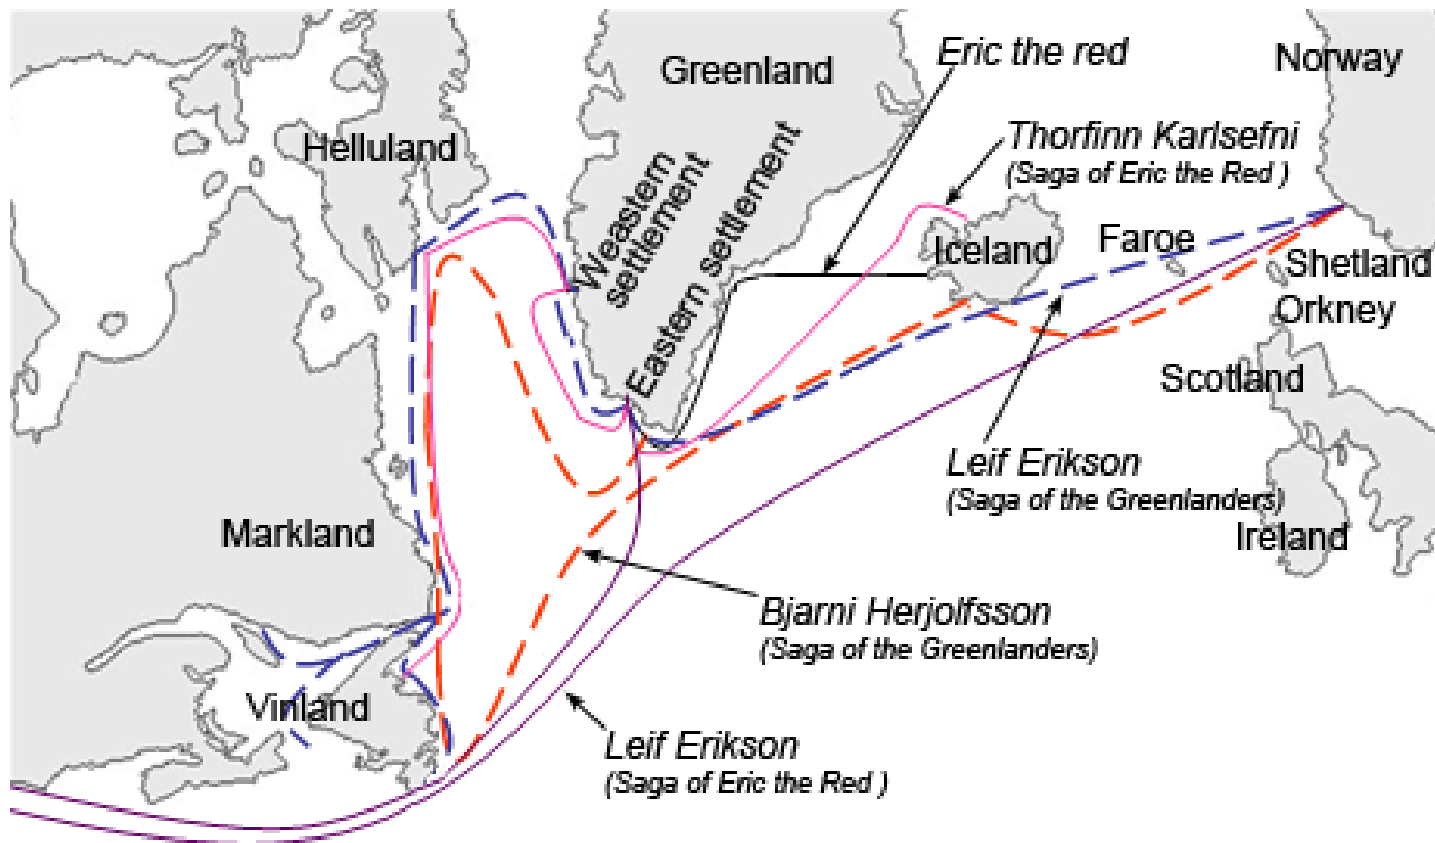 Eric the red
Norway
Greenland
Thorfinn Karlsefni
(Saga of Eric the Red )
Helluland
Weastern
settlement
Eastern settlement
Iceland
Faroe
Shetland
Orkney
Scotland
Leif Erikson
(Saga of the Greenlanders)
Ireland
Markland
Bjarni Herjolfsson
(Saga of the Greenlanders)
Vinland
Leif Erikson
(Saga of Eric the Red )